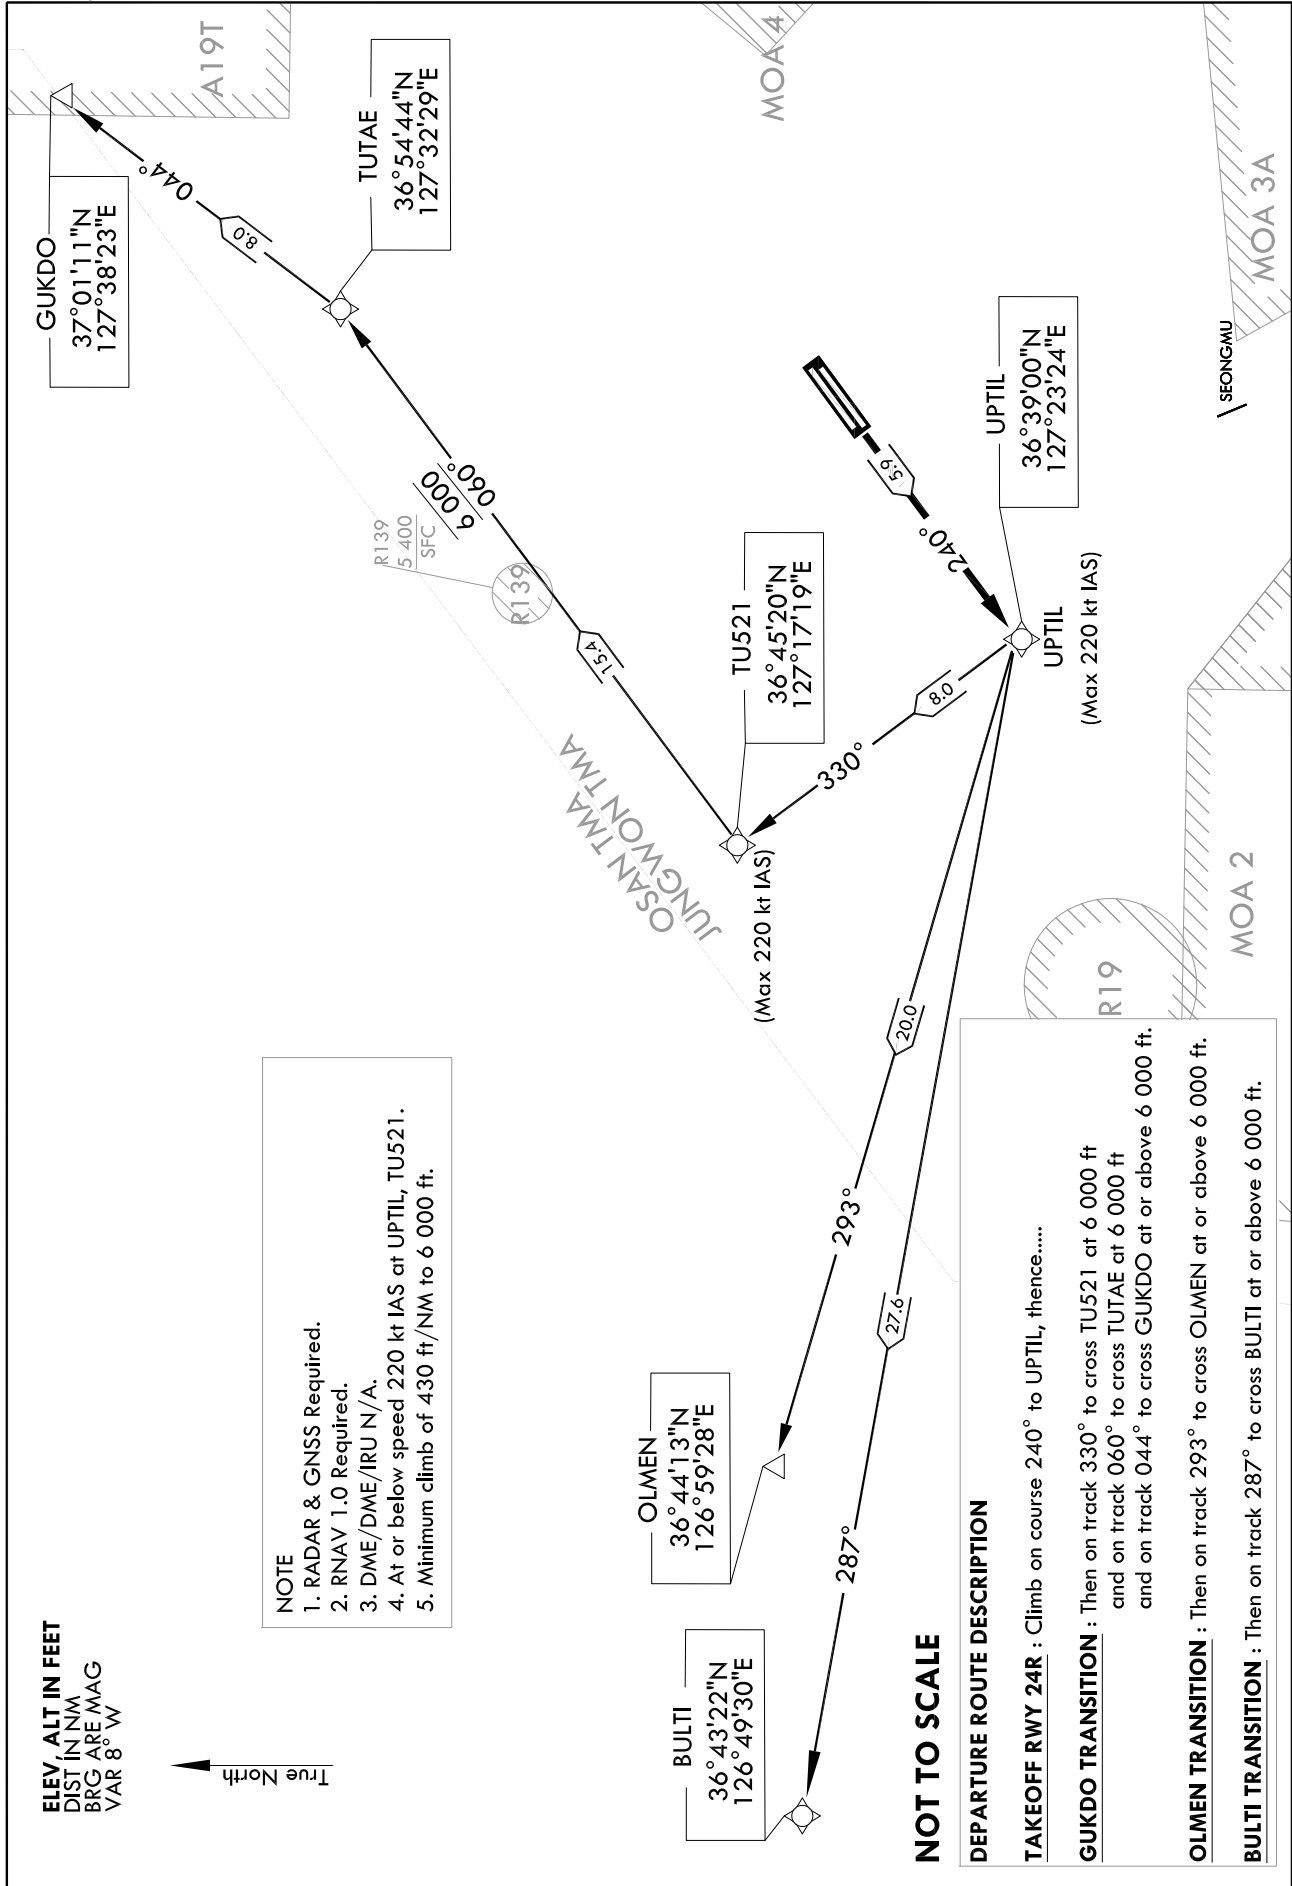 ELEV, ALT IN FEET
DIST IN NM
BRG ARE MAG
VAR 8° W
True North
NOTE
1. RADAR & GNSS Required.
2. RNAV 1.0 Required.
3. DME/DME/IRU N/A.
4. At or below speed 220 kt IAS at UPTIL, TU521.
5. Minimum climb of 430 ft/NM to 6 000 ft.
GUKDO
37°01'11"N
127°38'23"E
A19T
044°
8.0
TUTAE
36°54'44"N
127°32'29"E
MOA 4
6 000
060°
R139
5 400
SFC
R139
15.4
OSAN TMA
JUNGWON TMA
TU521
36°45'20"N
127°17'19"E
(Max 220 kt IAS)
330°
8.0
5.9
240°
UPTIL
36°39'00"N
127°23'24"E
UPTIL
(Max 220 kt IAS)
SEONGMU
MOA 3A
MOA 2
R19
20.0
293°
27.6
287°
OLMEN
36°44'13"N
126°59'28"E
BULTI
36°43'22"N
126°49'30"E
NOT TO SCALE
DEPARTURE ROUTE DESCRIPTION
TAKEOFF RWY 24R : Climb on course 240° to UPTIL, thence.....
GUKDO TRANSITION : Then on track 330° to cross TU521 at 6 000 ft
and on track 060° to cross TUTAE at 6 000 ft
and on track 044° to cross GUKDO at or above 6 000 ft.
OLMEN TRANSITION : Then on track 293° to cross OLMEN at or above 6 000 ft.
BULTI TRANSITION : Then on track 287° to cross BULTI at or above 6 000 ft.